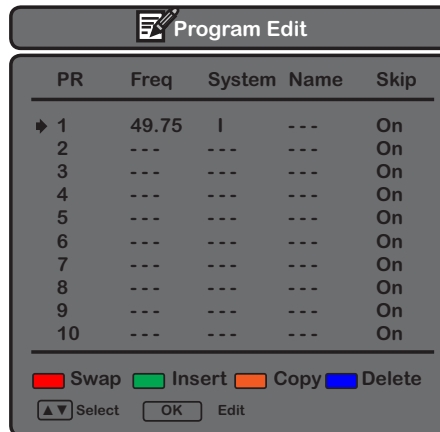 Program Edit
PR Freq System Name Skip
1 49.75 I - - - On
2 - - - - - - - - - On
3 - - - - - - - - - On
4 - - - - - - - - - On
5 - - - - - - - - - On
6 - - - - - - - - - On
7 - - - - - - - - - On
8 - - - - - - - - - On
9 - - - - - - - - - On
10 - - - - - - - - - On
Swap Insert Copy Delete
▲▼ Select OK Edit